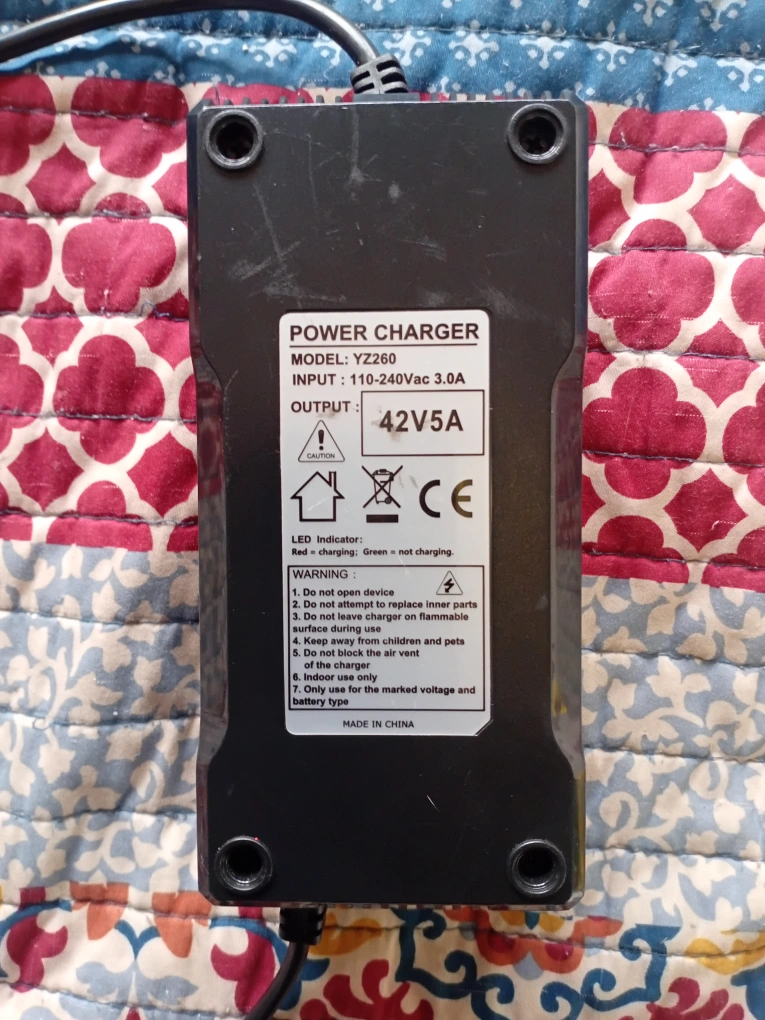 POWER CHARGER
MODEL: YZ260
INPUT : 110-240Vac 3.0A
OUTPUT :
42V5A
CAUTION
CE
LED Indicator:
Red = charging; Green = not charging.
WARNING :
1. Do not open device
2. Do not attempt to replace inner parts
3. Do not leave charger on flammable
surface during use
4. Keep away from children and pets
5. Do not block the air vent
of the charger
6. Indoor use only
7. Only use for the marked voltage and
battery type
MADE IN CHINA